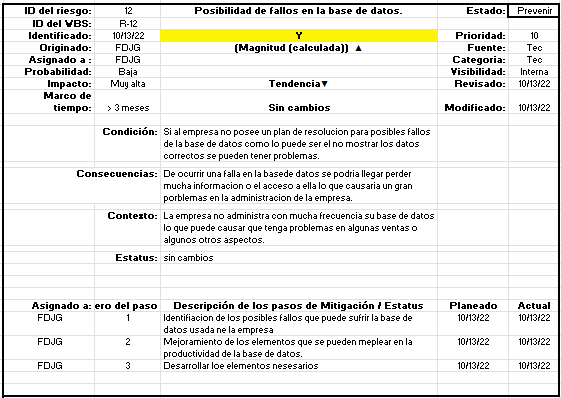 ID del riesgo: 12 Posibilidad de fallos en la base de datos. Estado: Prevenir
ID del WBS: R-12
Identificado: 10/13/22 Y Prioridad: 10
Originado: FDJG (Magnitud (calculada)) ▲ Fuente: Tec
Asignado a : FDJG Categoria: Tec
Probabilidad: Baja Visibilidad: Interna
Impacto: Muy alta Tendencia▼ Revisado: 10/13/22
Marco de
tiempo: > 3 meses Sin cambios Modificado: 10/13/22
Condición: Si al empresa no posee un plan de resolucion para posibles fallos
de la base de datos como lo puede ser el no mostrar los datos
correctos se pueden tener problemas.
Consecuencias: De ocurrir una falla en la basede datos se podria llegar perder
mucha informacion o el acceso a ella lo que causaria un gran
porblemas en la administracion de la empresa.
Contexto: La empresa no administra con mucha frecuencia su base de datos
lo que puede causar que tenga problemas en algunas ventas o
algunos otro aspectos.
Estatus: sin cambios
Asignado a: ero del paso Descripción de los pasos de Mitigación / Estatus Planeado Actual
FDJG 1 Identifiacion de los posibles fallos que puede sufrir la base de 10/13/22 10/13/22
datos usada ne la empresa
FDJG 2 Mejoramiento de los elementos que se pueden meplear en la 10/13/22 10/13/22
productividad de la base de datos.
FDJG 3 Desarrollar loe elementos nesesarios 10/13/22 10/13/22